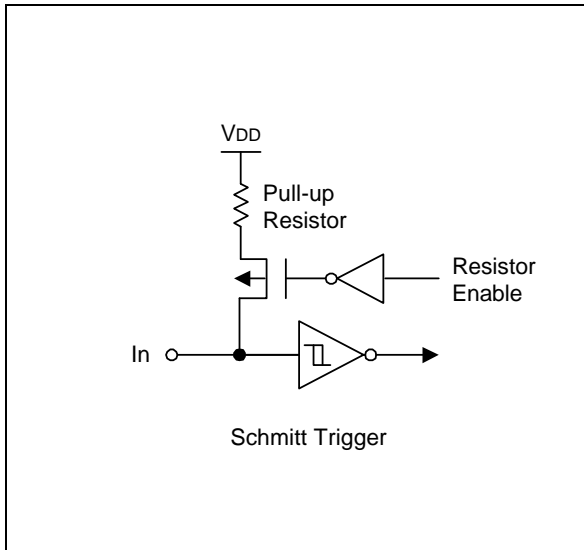 VDD
Pull-up
Resistor
Resistor
Enable
In
Schmitt Trigger